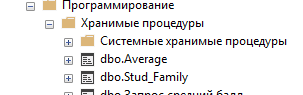 Программирование
Хранимые процедуры
Системные хранимые процедуры
dbo.Average
dbo.Stud_Family
dbo.Запрос средний балл